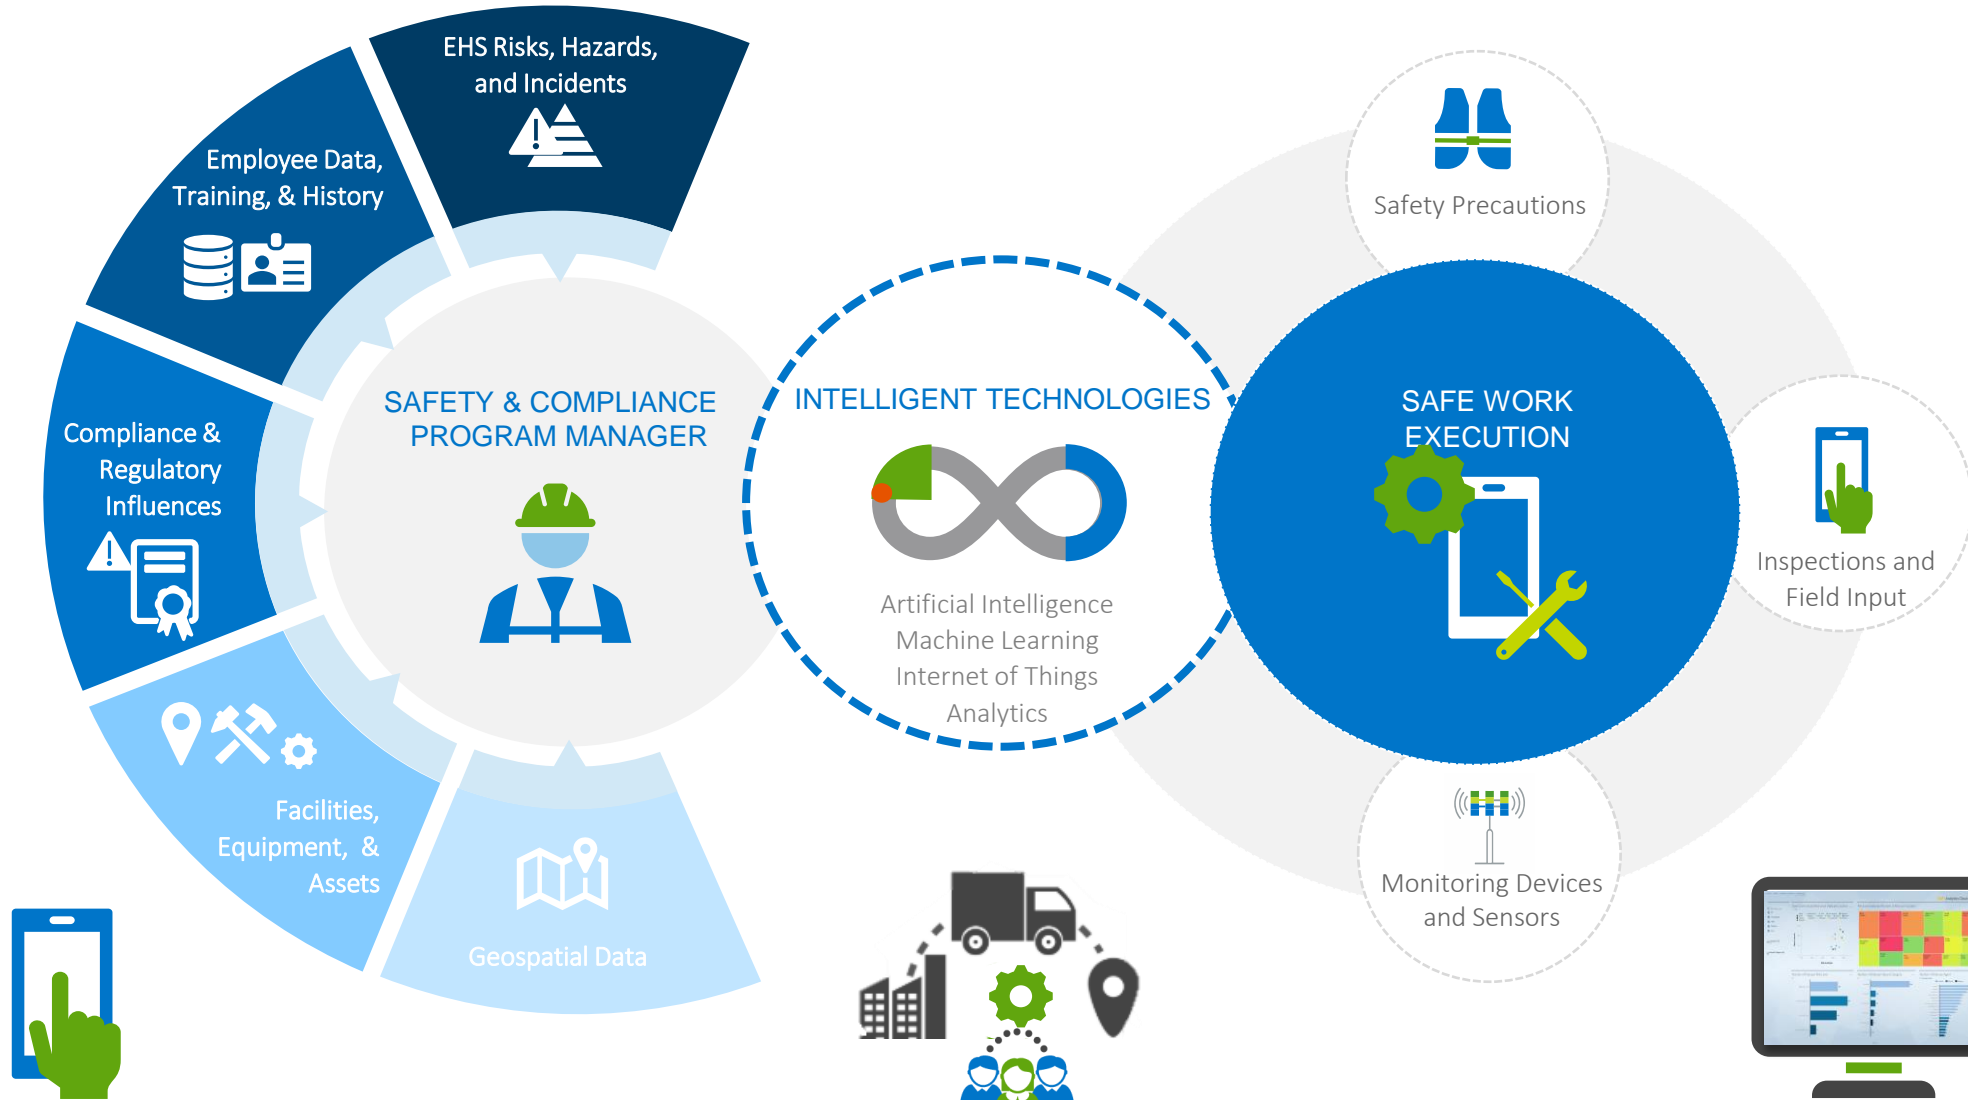 EHS Risks, Hazards,
and Incidents
Employee Data,
Training, & History
Compliance &
Regulatory
Influences
Facilities,
Equipment, &
Assets
Geospatial Data
SAFETY & COMPLIANCE
PROGRAM MANAGER
INTELLIGENT TECHNOLOGIES
Artificial Intelligence
Machine Learning
Internet of Things
Analytics
SAFE WORK
EXECUTION
Safety Precautions
Inspections and
Field Input
Monitoring Devices
and Sensors